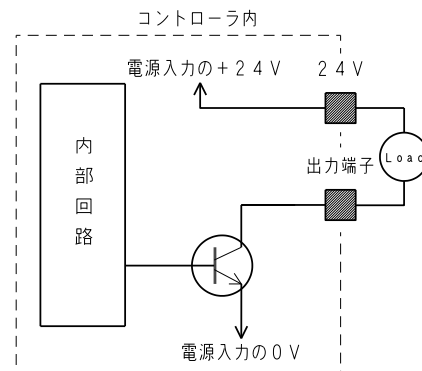 コントローラ内
電源入力の+24V
24V
内部回路
出力端子
Load
電源入力の0V